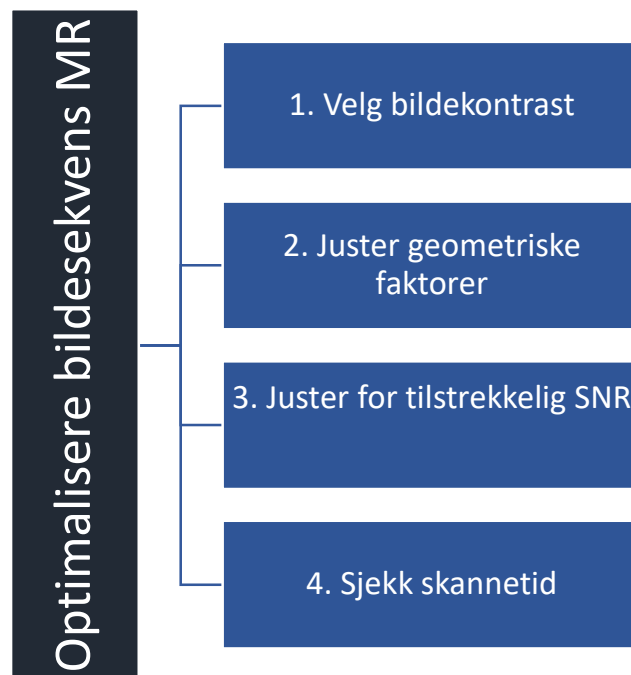 Optimalisere bildesekvens MR
1. Velg bildekontrast
2. Juster geometriske
faktorer
3. Juster for tilstrekkelig SNR
4. Sjekk skannetid